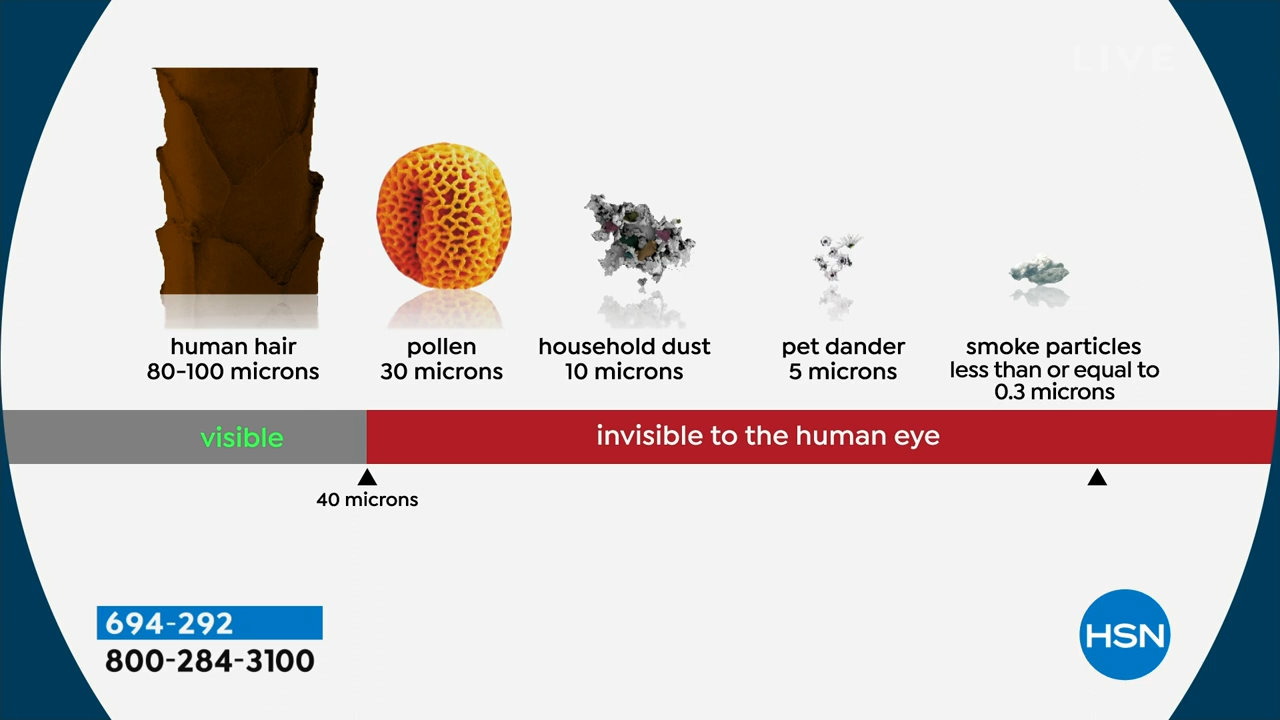 LIVE
human hair
80-100 microns
pollen
30 microns
household dust
10 microns
pet dander
5 microns
smoke particles
less than or equal to
0.3 microns
visible
invisible to the human eye
40 microns
694-292
800-284-3100
HSN